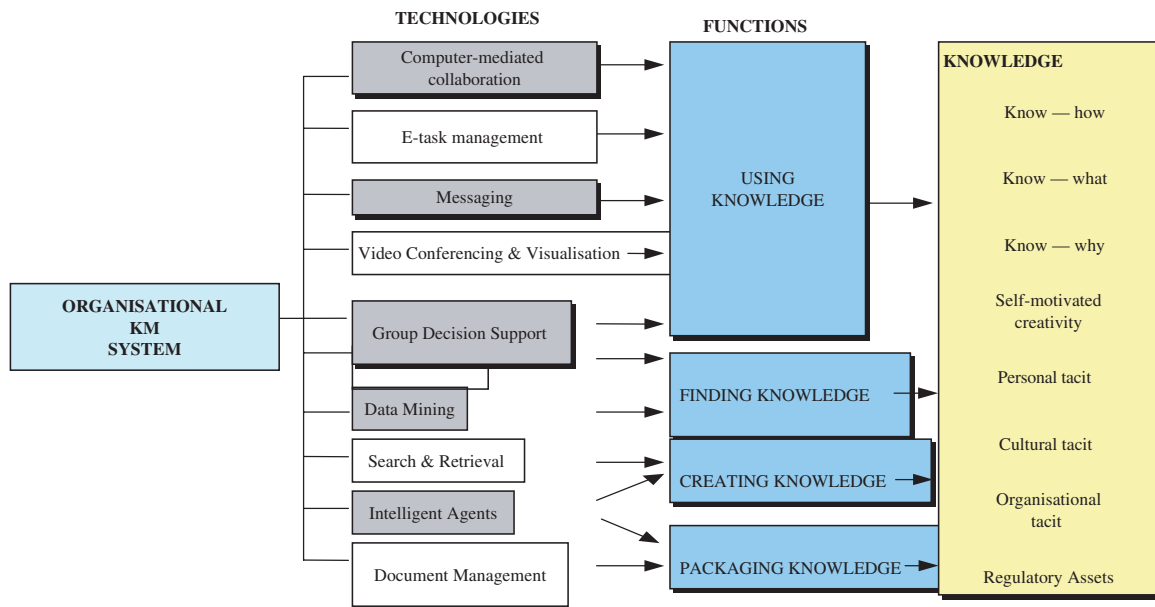 TECHNOLOGIES
FUNCTIONS
Computer-mediated
collaboration
E-task management
Messaging
Video Conferencing & Visualisation
ORGANISATIONAL
KM
SYSTEM
Group Decision Support
Data Mining
Search & Retrieval
Intelligent Agents
Document Management
USING
KNOWLEDGE
FINDING KNOWLEDGE
CREATING KNOWLEDGE
PACKAGING KNOWLEDGE
KNOWLEDGE
Know — how
Know — what
Know — why
Self-motivated
creativity
Personal tacit
Cultural tacit
Organisational
tacit
Regulatory Assets